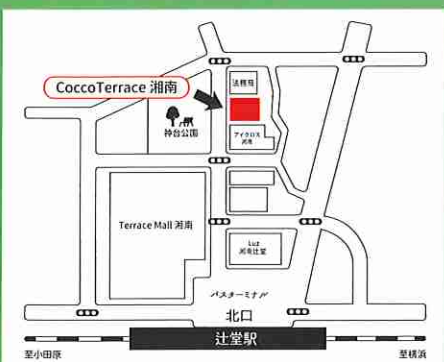 法務局
CoccoTerrace 湘南
神台公園
アイクロス
湘南
Terrace Mall 湘南
Luz
湘南辻堂
バスターミナル
北口
辻堂駅
至小田原
至横浜